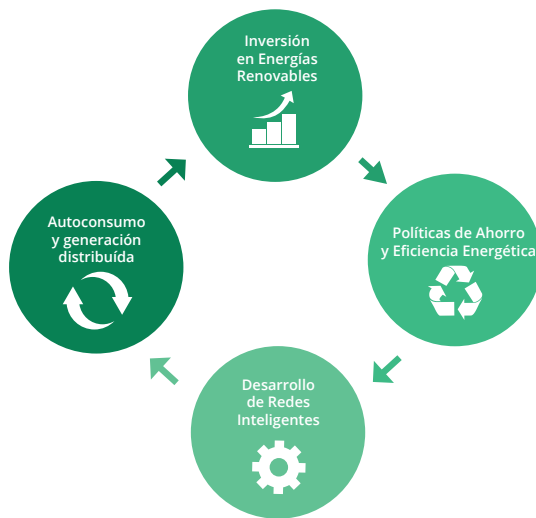 Inversión
en Energías
Renovables
Políticas de Ahorro
y Eficiencia Energética
Desarrollo
de Redes
Inteligentes
Autoconsumo
y generación
distribuída